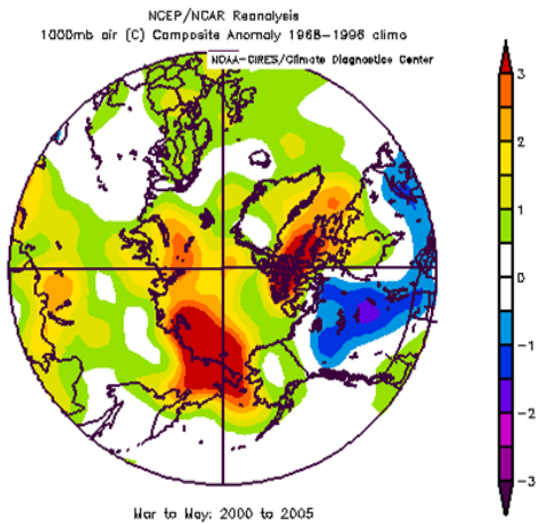 NCEP/NCAR Reanalysis
1000mb air (C) Composite Anomaly 1968-1996 climo
NOAA-CIRES/Climate Diagnostics Center
3
2
1
0
-1
-2
-3
Mar to May: 2000 to 2005